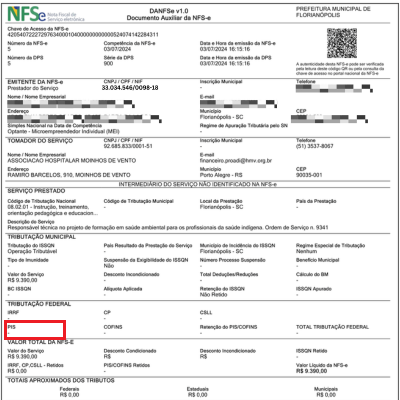 NFSe Nota Fiscal de Serviço eletrônica
DANFSe v1.0
Documento Auxiliar da NFS-e
PREFEITURA MUNICIPAL DE FLORIANÓPOLIS
Chave de Acesso da NFS-e
Número da NFS-e Competência da NFS-e Data e Hora da emissão da NFS-e
5 03/07/2024 03/07/2024 16:15:16
Número da DPS Série da DPS Data e Hora da emissão da DPS
5 900 03/07/2024 16:15:16
A autenticidade desta NFS-e pode ser verificada
pela leitura deste código QR ou pela consulta da
chave de acesso no portal nacional da NFS-e
EMITENTE DA NFS-e CNPJ / CPF / NIF Inscrição Municipal Telefone
Prestador do Serviço 33.034.546/0098-18 -
Nome / Nome Empresarial E-mail
Endereço Município CEP
Florianópolis - SC
Simples Nacional na Data de Competência Regime de Apuração Tributária pelo SN
Optante - Microempreendedor Individual (MEI) -
TOMADOR DO SERVIÇO CNPJ / CPF / NIF Inscrição Municipal Telefone
92.685.833/0001-51 - (51) 3537-8067
Nome / Nome Empresarial E-mail
ASSOCIACAO HOSPITALAR MOINHOS DE VENTO financeiro.proadi@hmv.org.br
Endereço Município CEP
RAMIRO BARCELOS, 910, MOINHOS DE VENTO Porto Alegre - RS 90035-001
INTERMEDIÁRIO DO SERVIÇO NÃO IDENTIFICADO NA NFS-e
SERVIÇO PRESTADO
Código de Tributação Nacional Código de Tributação Municipal Local da Prestação País da Prestação
08.02.01 - Instrução, treinamento, - Florianópolis - SC -
orientação pedagógica e educacion...
Descrição do Serviço
Responsável técnica no projeto de formação em saúde ambiental para os profissionais da saúde indígena. Ordem de Serviço n. 9341
TRIBUTAÇÃO MUNICIPAL
Tributação do ISSQN País Resultado da Prestação do Serviço Município de Incidência do ISSQN Regime Especial de Tributação
Operação Tributável - Florianópolis - SC Nenhum
Tipo de Imunidade Suspensão da Exigibilidade do ISSQN Número Processo Suspensão Benefício Municipal
- Não - -
Valor do Serviço Desconto Incondicionado Total Deduções/Reduções Cálculo do BM
R$ 9.390,00 - - -
BC ISSQN Alíquota Aplicada Retenção do ISSQN ISSQN Apurado
- - Não Retido -
TRIBUTAÇÃO FEDERAL
IRRF CP CSLL
- - -
PIS COFINS Retenção do PIS/COFINS TOTAL TRIBUTAÇÃO FEDERAL
- - - -
VALOR TOTAL DA NFS-E
Valor do Serviço Desconto Condicionado Desconto Incondicionado ISSQN Retido
R$ 9.390,00 R$ R$ -
IRRF, CP,CSLL - Retidos PIS/COFINS Retidos Valor Líquido da NFS-e
R$ 0,00 - R$ 9.390,00
TOTAIS APROXIMADOS DOS TRIBUTOS
Federais Estaduais Municipais
R$ 0,00 R$ 0,00 R$ 0,00